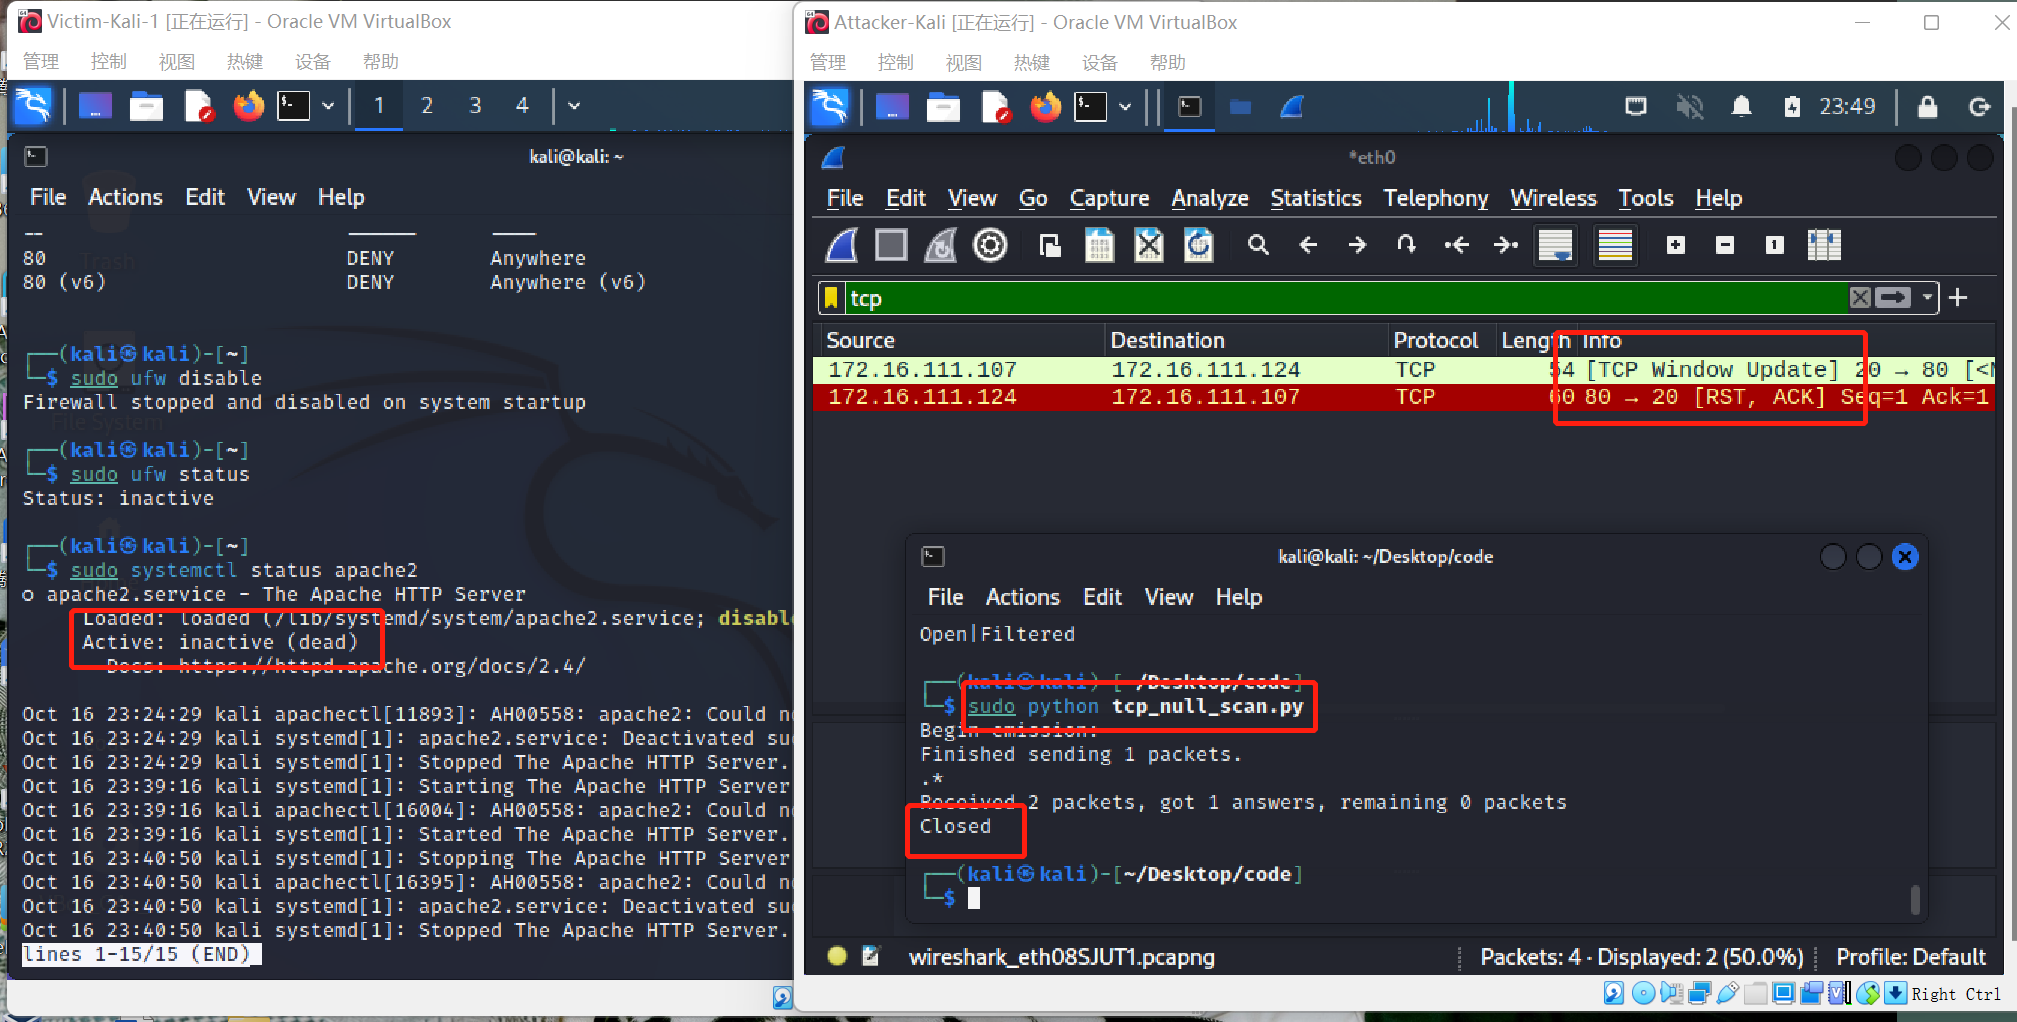 Victim-Kali-1 [正在运行] - Oracle VM VirtualBox
管理 控制 视图 热键 设备 帮助
1 2 3 4
kali@kali: ~
File Actions Edit View Help
-- ------ ----
80 DENY Anywhere
80 (v6) DENY Anywhere (v6)
┌──(kali㉿kali)-[~]
└─$ sudo ufw disable
Firewall stopped and disabled on system startup
┌──(kali㉿kali)-[~]
└─$ sudo ufw status
Status: inactive
┌──(kali㉿kali)-[~]
└─$ sudo systemctl status apache2
○ apache2.service - The Apache HTTP Server
Loaded: loaded (/lib/systemd/system/apache2.service; disable
Active: inactive (dead)
Docs: https://httpd.apache.org/docs/2.4/
Oct 16 23:24:29 kali apachectl[11893]: AH00558: apache2: Could n
Oct 16 23:24:29 kali systemd[1]: apache2.service: Deactivated su
Oct 16 23:24:29 kali systemd[1]: Stopped The Apache HTTP Server.
Oct 16 23:39:16 kali systemd[1]: Starting The Apache HTTP Server
Oct 16 23:39:16 kali apachectl[16004]: AH00558: apache2: Could n
Oct 16 23:39:16 kali systemd[1]: Started The Apache HTTP Server.
Oct 16 23:40:50 kali systemd[1]: Stopping The Apache HTTP Server
Oct 16 23:40:50 kali apachectl[16395]: AH00558: apache2: Could n
Oct 16 23:40:50 kali systemd[1]: apache2.service: Deactivated su
Oct 16 23:40:50 kali systemd[1]: Stopped The Apache HTTP Server.
lines 1-15/15 (END)
Attacker-Kali [正在运行] - Oracle VM VirtualBox
管理 控制 视图 热键 设备 帮助
23:49
*eth0
File Edit View Go Capture Analyze Statistics Telephony Wireless Tools Help
tcp
Source Destination Protocol Length Info
172.16.111.107 172.16.111.124 TCP 54 [TCP Window Update] 20 → 80 [<N
172.16.111.124 172.16.111.107 TCP 60 80 → 20 [RST, ACK] Seq=1 Ack=1
kali@kali: ~/Desktop/code
File Actions Edit View Help
Open|Filtered
┌──(kali㉿kali)-[~/Desktop/code]
└─$ sudo python tcp_null_scan.py
Begin emission:
Finished sending 1 packets.
.*
Received 2 packets, got 1 answers, remaining 0 packets
Closed
┌──(kali㉿kali)-[~/Desktop/code]
└─$
wireshark_eth08SJUT1.pcapng Packets: 4 · Displayed: 2 (50.0%) Profile: Default
Right Ctrl